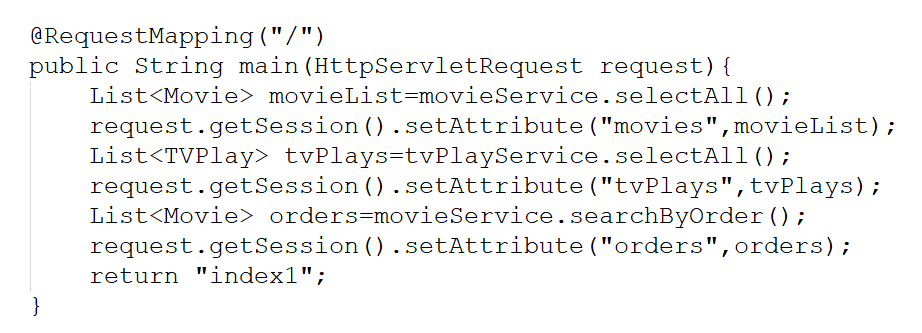 @RequestMapping("/")
public String main(HttpServletRequest request){
    List<Movie> movieList=movieService.selectAll();
    request.getSession().setAttribute("movies",movieList);
    List<TVPlay> tvPlays=tvPlayService.selectAll();
    request.getSession().setAttribute("tvPlays",tvPlays);
    List<Movie> orders=movieService.searchByOrder();
    request.getSession().setAttribute("orders",orders);
    return "index1";
}